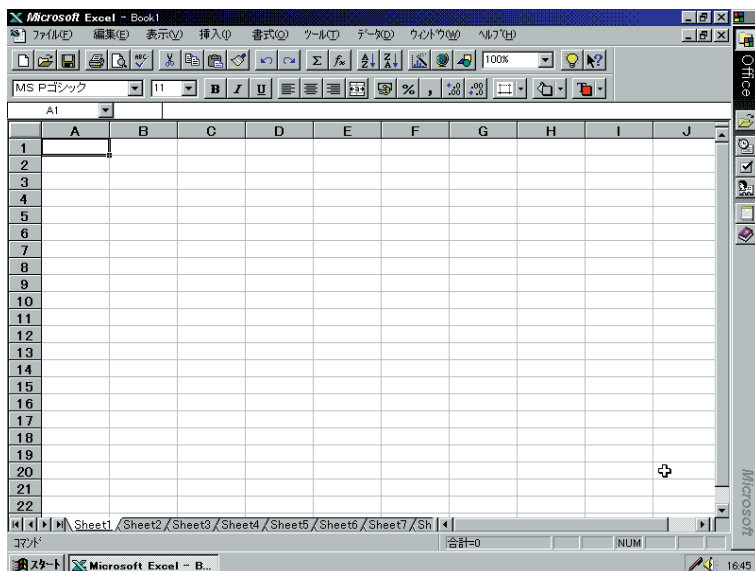 Microsoft Excel - Book1
ﾌｧｲﾙ(F) 編集(E) 表示(V) 挿入(I) 書式(O) ﾂｰﾙ(T) ﾃﾞｰﾀ(D) ｳｨﾝﾄﾞｳ(W) ﾍﾙﾌﾟ(H)
100%
MS Pゴシック 11 B I U % ,
A1
A B C D E F G H I J
1
2
3
4
5
6
7
8
9
10
11
12
13
14
15
16
17
18
19
20
21
22
Sheet1 Sheet2 Sheet3 Sheet4 Sheet5 Sheet6 Sheet7 Sh
ｺﾏﾝﾄﾞ 合計=0 NUM
スタート Microsoft Excel - B... 16:45
Office
Microsoft